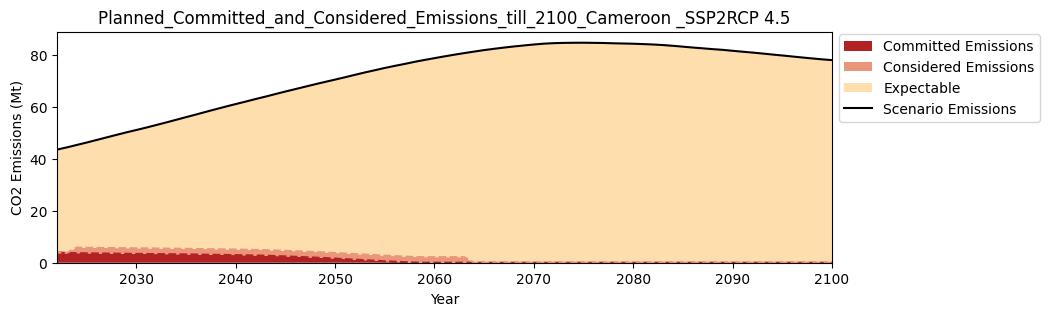 Planned_Committed_and_Considered_Emissions_till_2100_Cameroon _SSP2RCP 4.5
CO2 Emissions (Mt)
80
60
40
20
0
2030 2040 2050 2060 2070 2080 2090 2100
Year
Committed Emissions
Considered Emissions
Expectable
Scenario Emissions